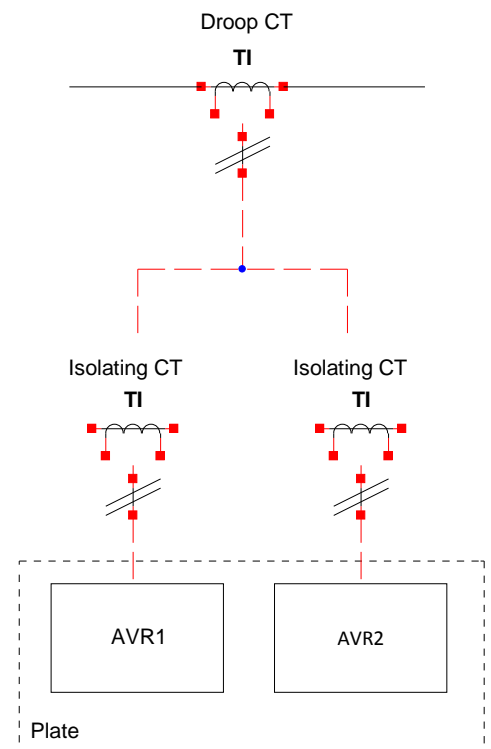 Droop CT
TI
Isolating CT
Isolating CT
TI
TI
AVR1
AVR2
Plate